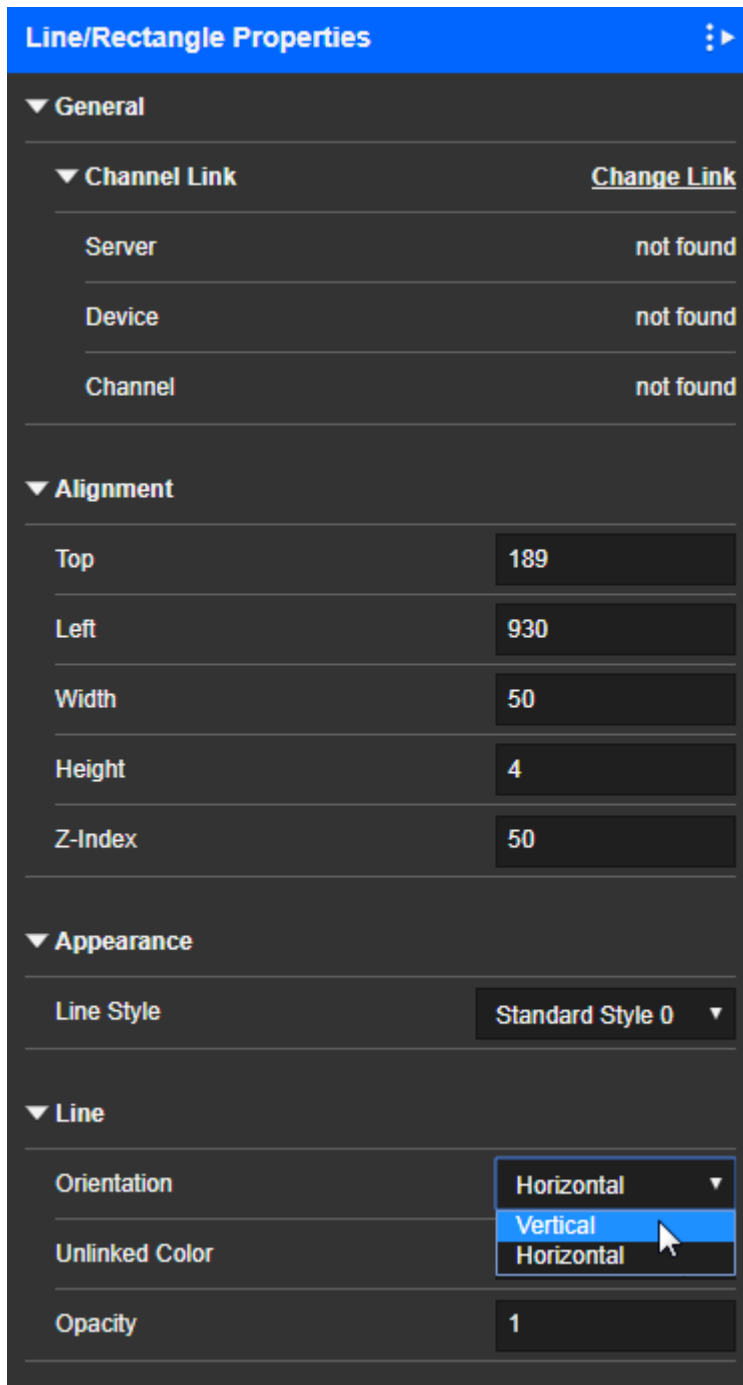 Line/Rectangle Properties
General
Channel Link Change Link
Server not found
Device not found
Channel not found
Alignment
Top 189
Left 930
Width 50
Height 4
Z-Index 50
Appearance
Line Style Standard Style 0
Line
Orientation Horizontal
Vertical
Unlinked Color Horizontal
Opacity 1